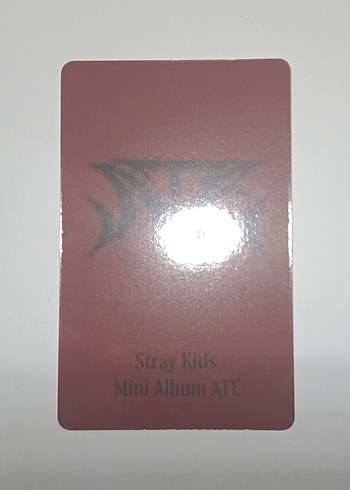 Stray Kids
Mini Album ATE